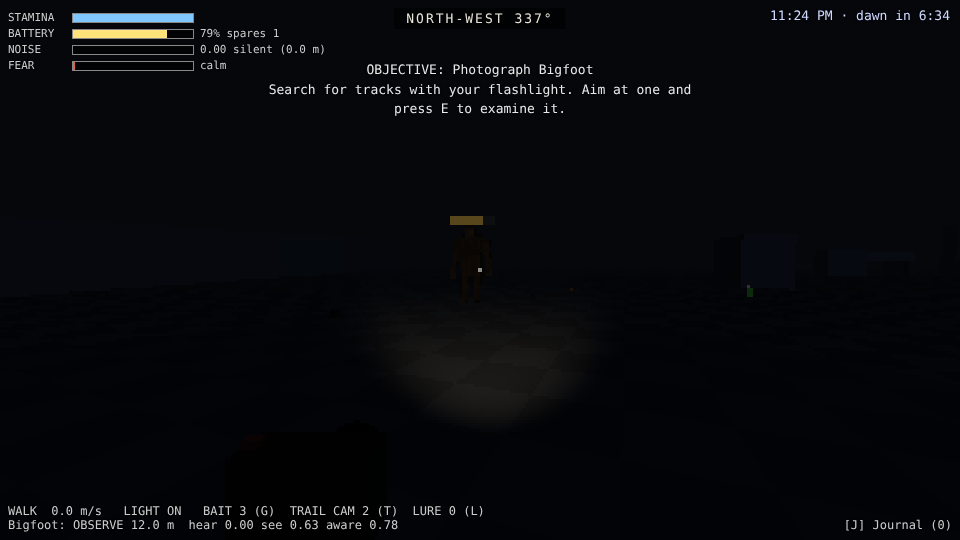 STAMINA
NORTH-WEST 337°
11:24 PM · dawn in 6:34
BATTERY 79% spares 1
NOISE 0.00 silent (0.0 m)
FEAR calm
OBJECTIVE: Photograph Bigfoot
Search for tracks with your flashlight. Aim at one and
press E to examine it.
WALK 0.0 m/s LIGHT ON BAIT 3 (G) TRAIL CAM 2 (T) LURE 0 (L)
Bigfoot: OBSERVE 12.0 m hear 0.00 see 0.63 aware 0.78
[J] Journal (0)